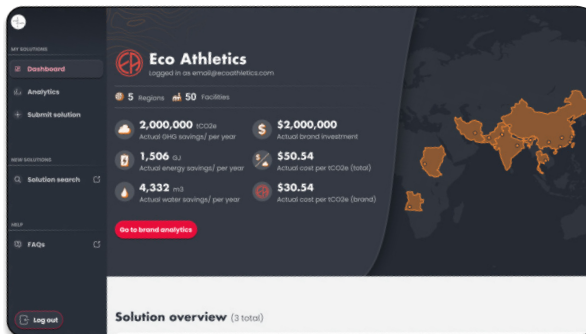 MY SOLUTIONS
Dashboard
Analytics
Submit solution
NEW SOLUTIONS
Solution search
HELP
FAQs
Log out
Eco Athletics
Logged in as email@ecoathletics.com
5 Regions 50 Facilities
2,000,000 tCO2e
Actual GHG savings/ per year
$2,000,000
Actual brand investment
1,506 GJ
Actual energy savings/ per year
$50.54
Actual cost per tCO2e (total)
4,332 m3
Actual water savings/ per year
$30.54
Actual cost per tCO2e (brand)
Go to brand analytics
Solution overview (3 total)